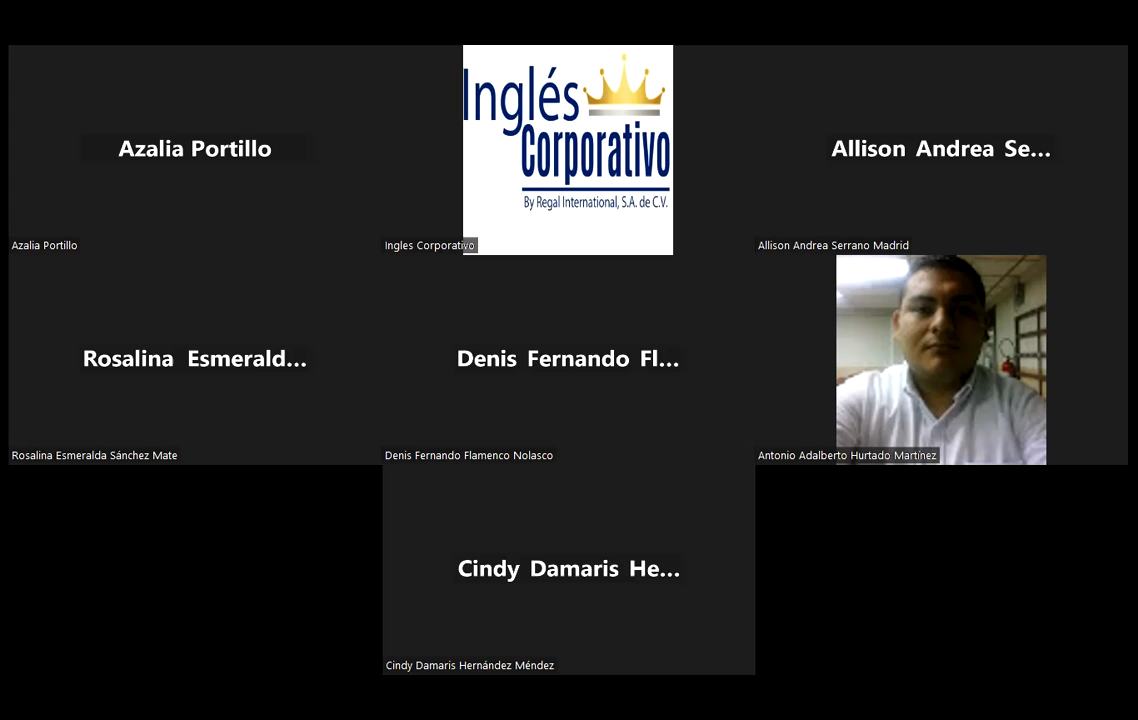 Azalia Portillo
Azalia Portillo
Inglés
Corporativo
By Regal International, S.A. de C.V.
Ingles Corporativo
Allison Andrea Se...
Allison Andrea Serrano Madrid
Rosalina Esmerald...
Rosalina Esmeralda Sánchez Mate
Denis Fernando Fl...
Denis Fernando Flamenco Nolasco
Antonio Adalberto Hurtado Martínez
Cindy Damaris He...
Cindy Damaris Hernández Méndez